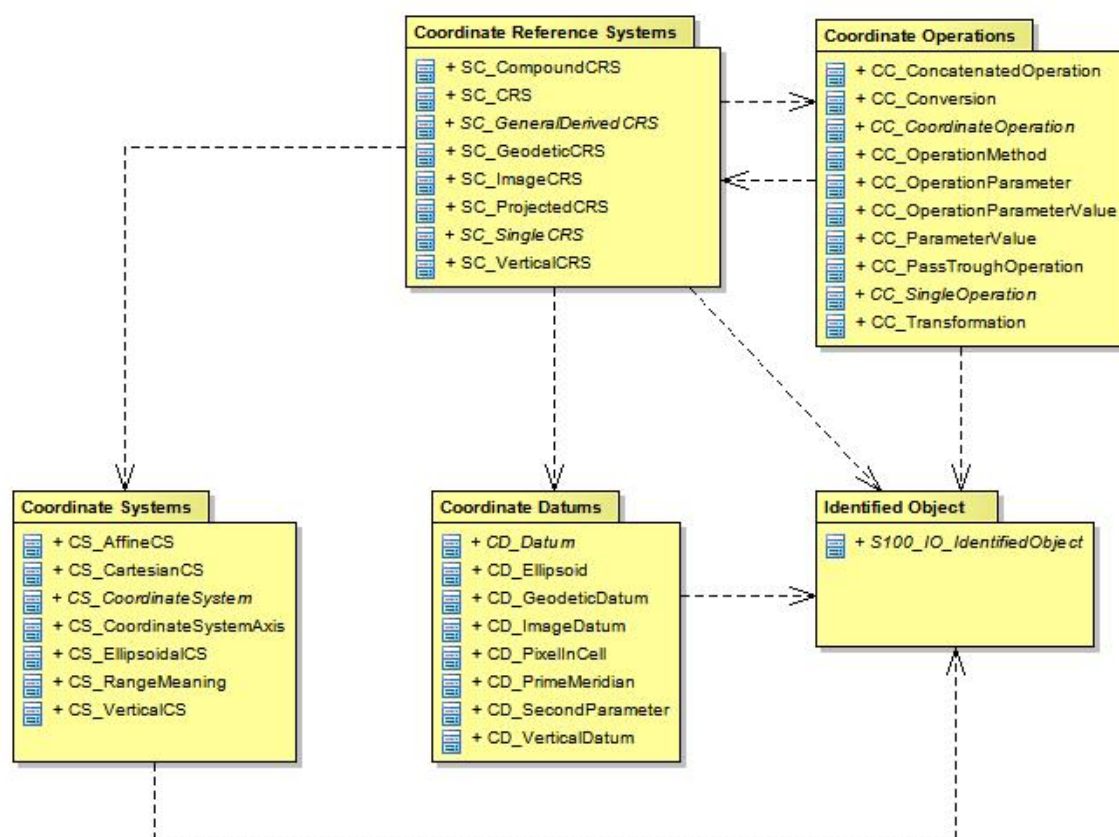 Coordinate Reference Systems
+ SC_CompoundCRS
+ SC_CRS
+ SC_GeneralDerivedCRS
+ SC_GeodeticCRS
+ SC_ImageCRS
+ SC_ProjectedCRS
+ SC_SingleCRS
+ SC_VerticalCRS
Coordinate Operations
+ CC_ConcatenatedOperation
+ CC_Conversion
+ CC_CoordinateOperation
+ CC_OperationMethod
+ CC_OperationParameter
+ CC_OperationParameterValue
+ CC_ParameterValue
+ CC_PassTroughOperation
+ CC_SingleOperation
+ CC_Transformation
Coordinate Systems
+ CS_AffineCS
+ CS_CartesianCS
+ CS_CoordinateSystem
+ CS_CoordinateSystemAxis
+ CS_EllipsoidalCS
+ CS_RangeMeaning
+ CS_VerticalCS
Coordinate Datums
+ CD_Datum
+ CD_Ellipsoid
+ CD_GeodeticDatum
+ CD_ImageDatum
+ CD_PixelInCell
+ CD_PrimeMeridian
+ CD_SecondParameter
+ CD_VerticalDatum
Identified Object
+ S100_IO_IdentifiedObject